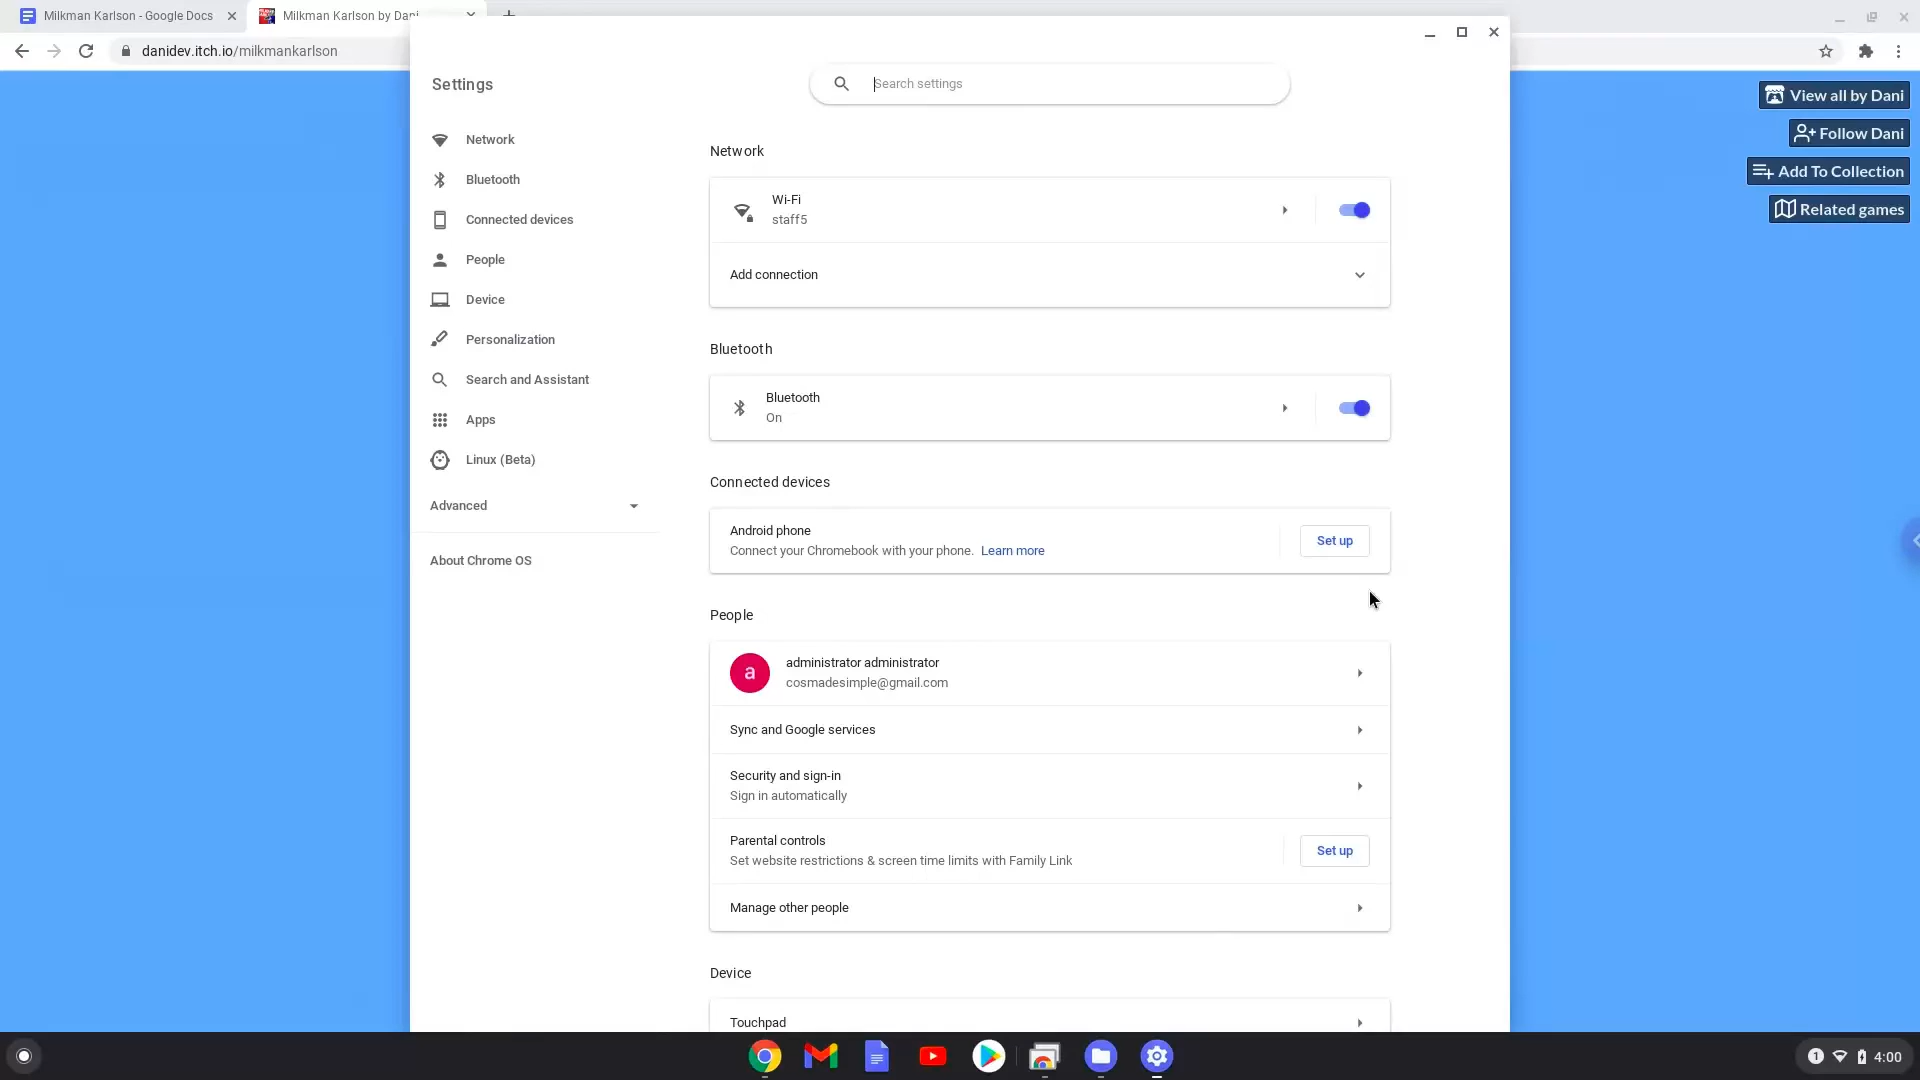 Milkman Karlson - Google Docs
Milkman Karlson by Dani
danidev.itch.io/milkmankarlson
View all by Dani
Follow Dani
Add To Collection
Related games
Settings
Search settings
Network
Bluetooth
Connected devices
People
Device
Personalization
Search and Assistant
Apps
Linux (Beta)
Advanced
About Chrome OS
Network
Wi-Fi
staff5
Add connection
Bluetooth
Bluetooth
On
Connected devices
Android phone
Connect your Chromebook with your phone. Learn more
Set up
People
a
administrator administrator
cosmadesimple@gmail.com
Sync and Google services
Security and sign-in
Sign in automatically
Parental controls
Set website restrictions & screen time limits with Family Link
Set up
Manage other people
Device
Touchpad
1
4:00